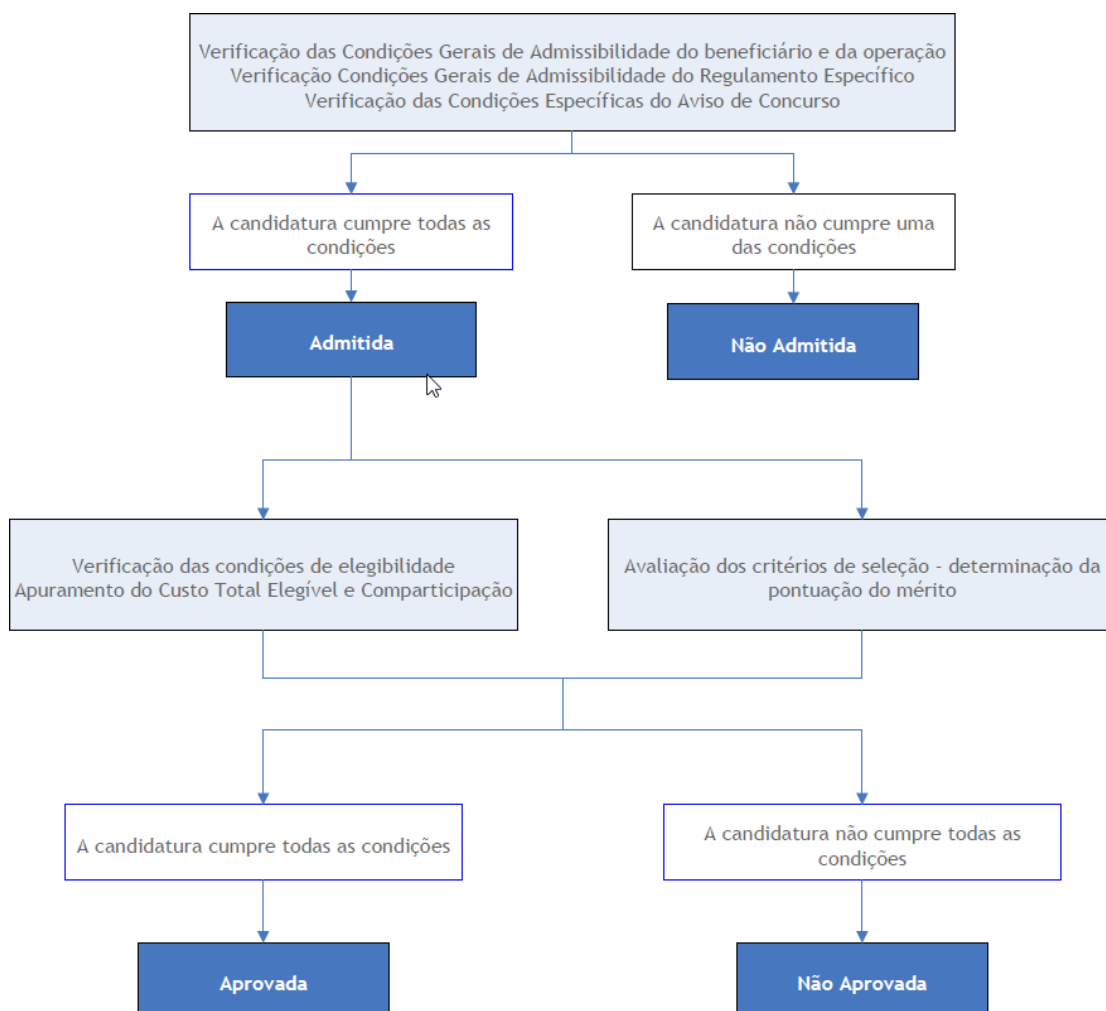 Verificação das Condições Gerais de Admissibilidade do beneficiário e da operação
Verificação Condições Gerais de Admissibilidade do Regulamento Específico
Verificação das Condições Específicas do Aviso de Concurso
A candidatura cumpre todas as
condições
A candidatura não cumpre uma
das condições
Admitida
Não Admitida
Verificação das condições de elegibilidade
Apuramento do Custo Total Elegível e Comparticipação
Avaliação dos critérios de seleção - determinação da
pontuação do mérito
A candidatura cumpre todas as condições
A candidatura não cumpre todas as
condições
Aprovada
Não Aprovada